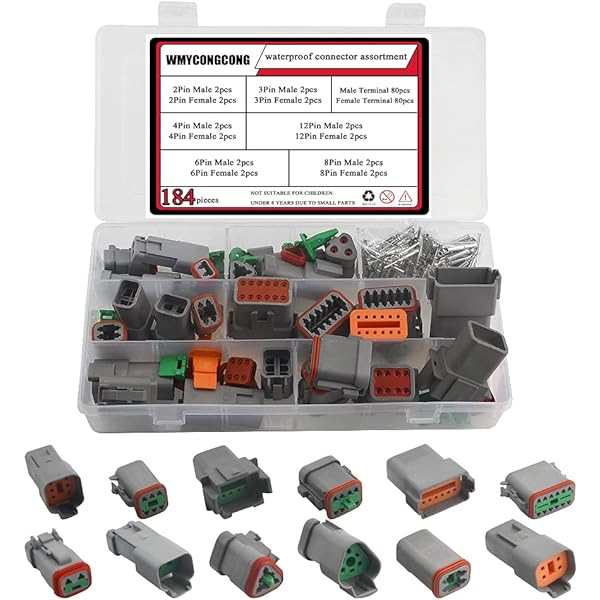 WMYCONGCONG waterproof connector assortment
2Pin Male 2pcs
2Pin Female 2pcs
3Pin Male 2pcs
3Pin Female 2pcs
Male Terminal 80pcs
Female Terminal 80pcs
4Pin Male 2pcs
4Pin Female 2pcs
12Pin Male 2pcs
12Pin Female 2pcs
6Pin Male 2pcs
6Pin Female 2pcs
8Pin Male 2pcs
8Pin Female 2pcs
184pieces
NOT SUITABLE FOR CHILDREN
UNDER 6 YEARS DUE TO SMALL PARTS